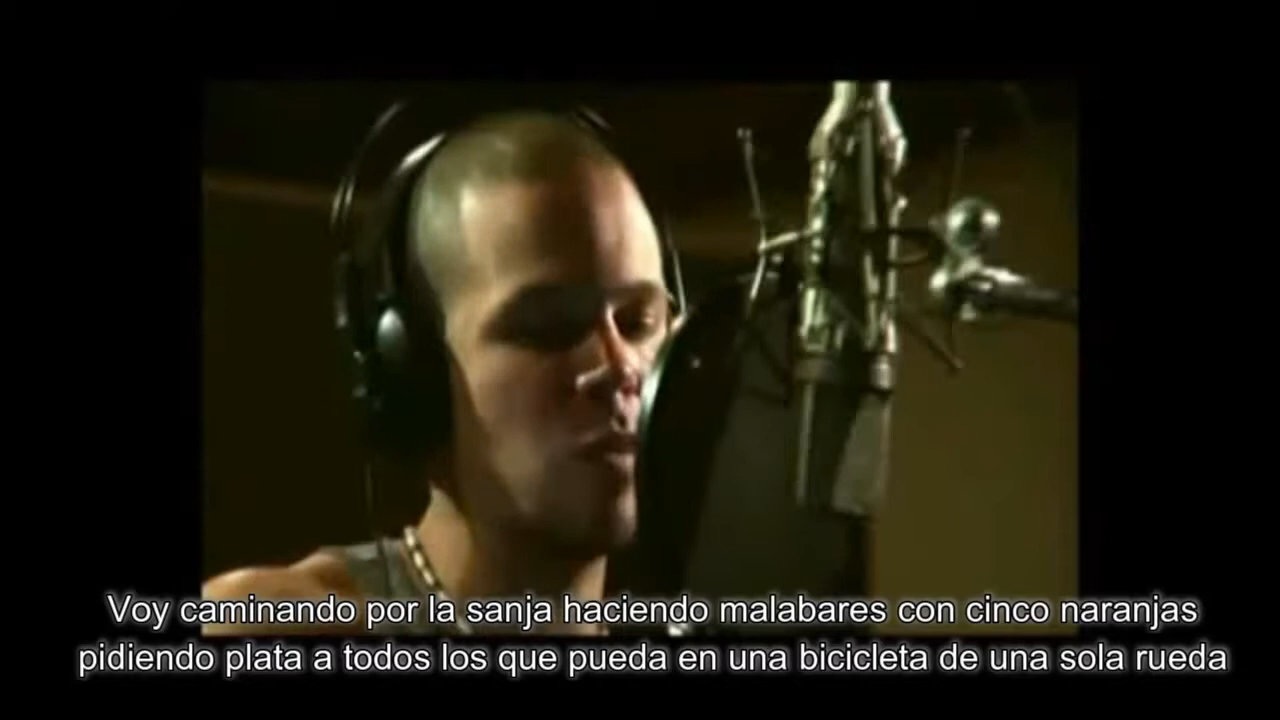 Voy caminando por la sanja haciendo malabares con cinco naranjas
pidiendo plata a todos los que pueda en una bicicleta de una sola rueda